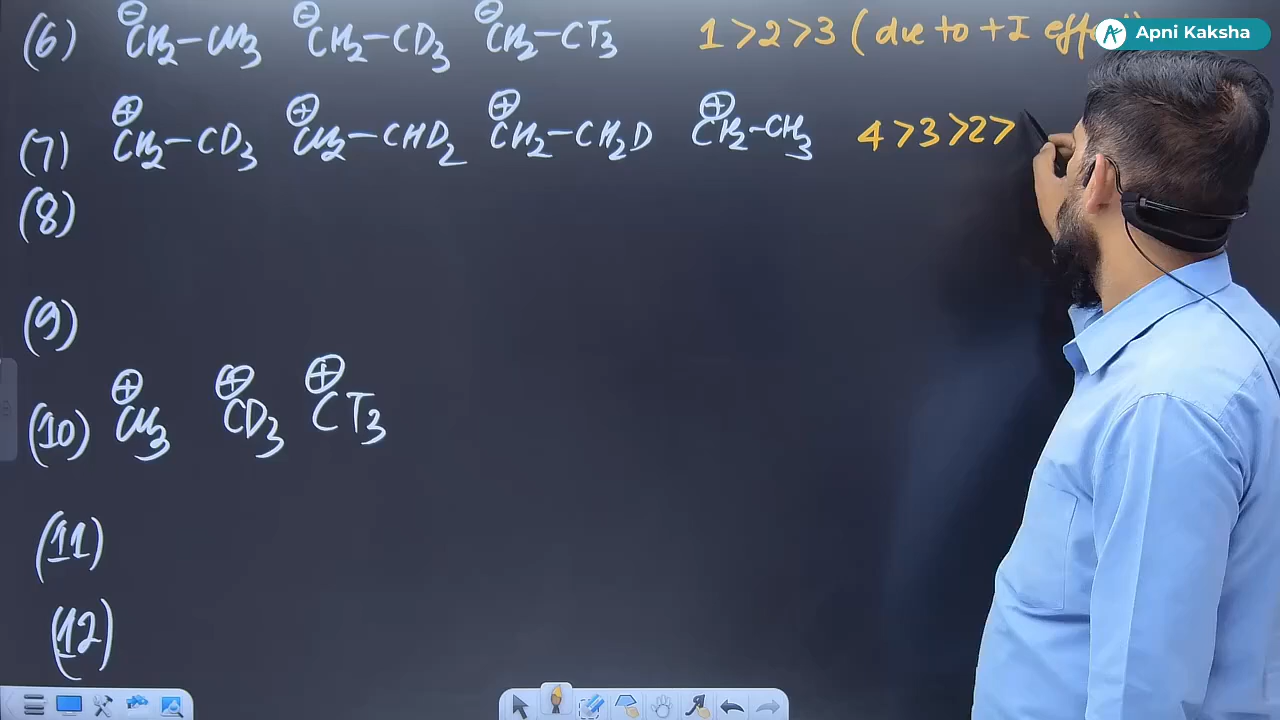 (6) ⊖CH2-CH3 ⊖CH2-CD3 ⊖CH2-CT3 1>2>3 (due to +I
Apni Kaksha
(7) ⊕CH2-CD3 ⊕CH2-CHD2 ⊕CH2-CH2D ⊕CH2-CH3 4>3>2>
(8)
(9)
(10) ⊕CH3 ⊕CD3 ⊕CT3
(11)
(12)